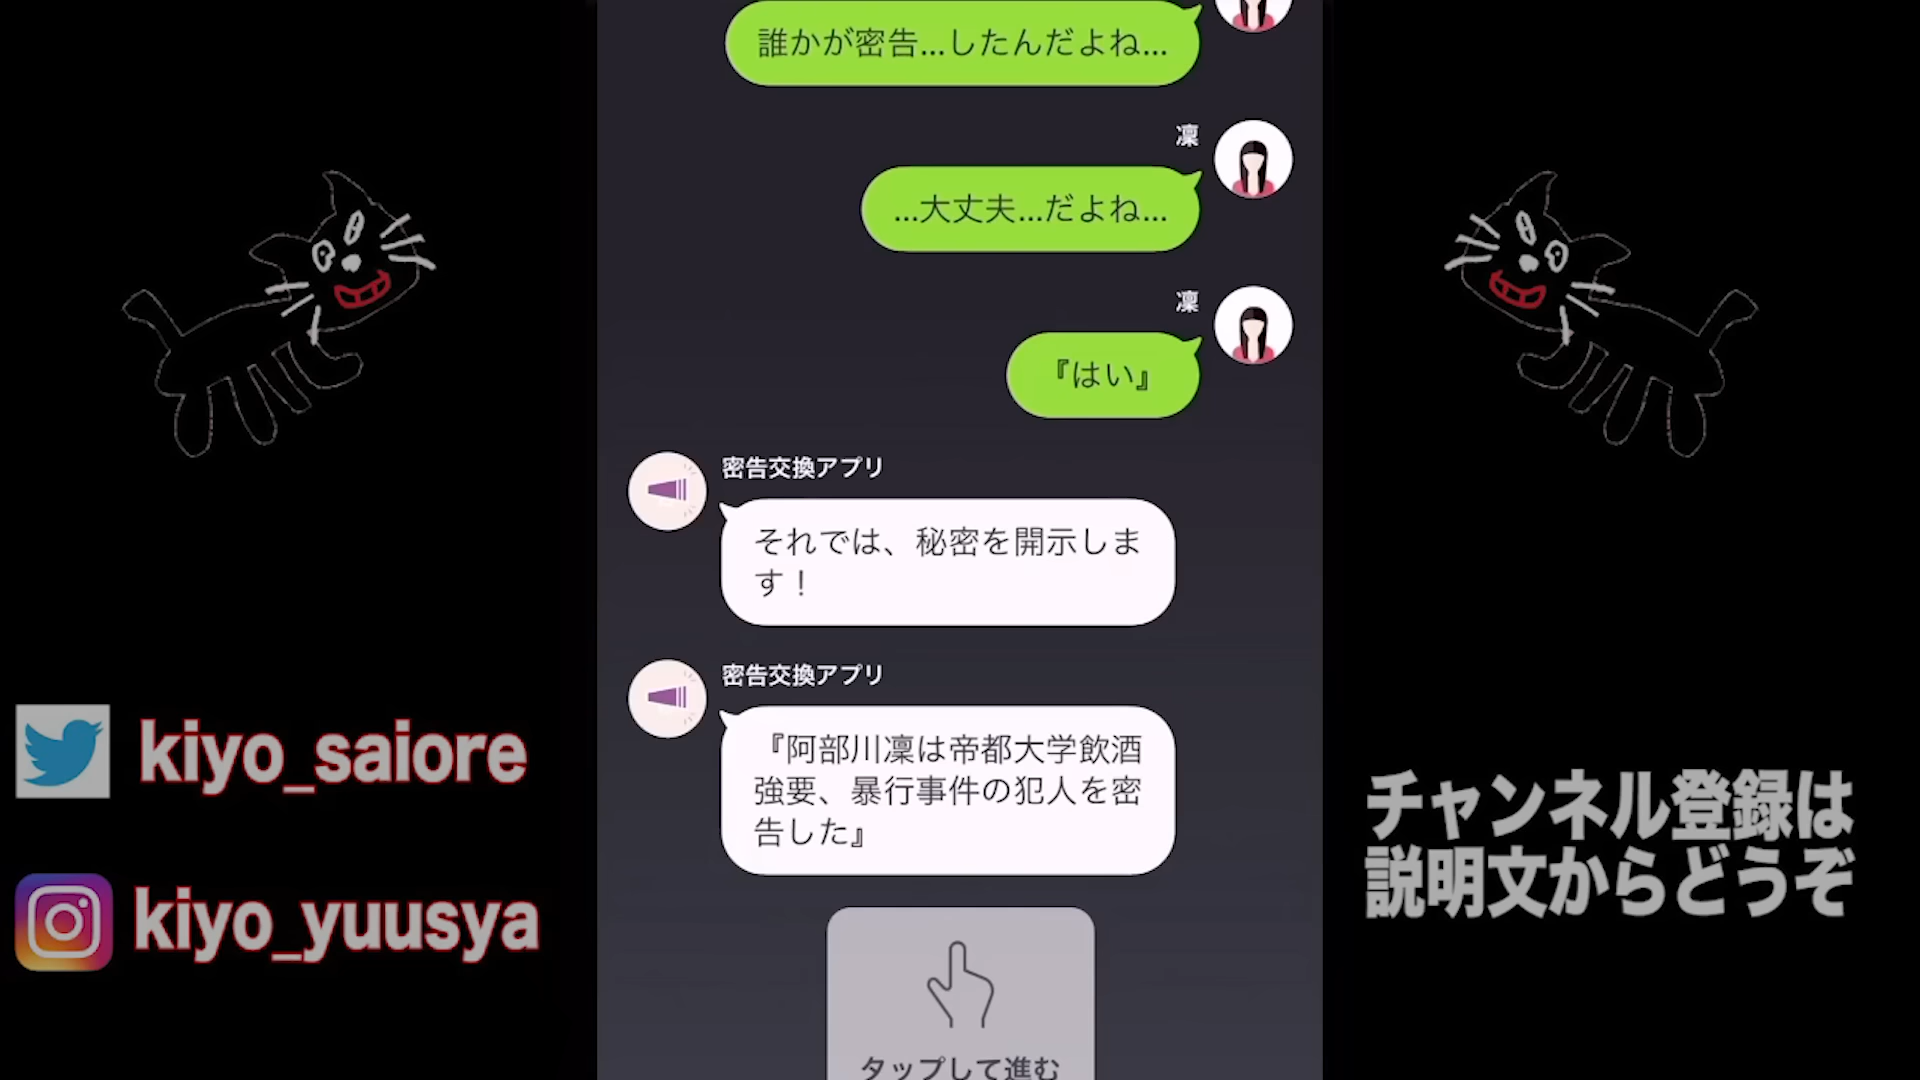 誰かが密告...したんだよね...
凜
...大丈夫...だよね...
凜
『はい』
密告交換アプリ
それでは、秘密を開示しま
す！
密告交換アプリ
『阿部川凜は帝都大学飲酒
強要、暴行事件の犯人を密
告した』
タップして進む
kiyo_saiore
kiyo_yuusya
チャンネル登録は
説明文からどうぞ